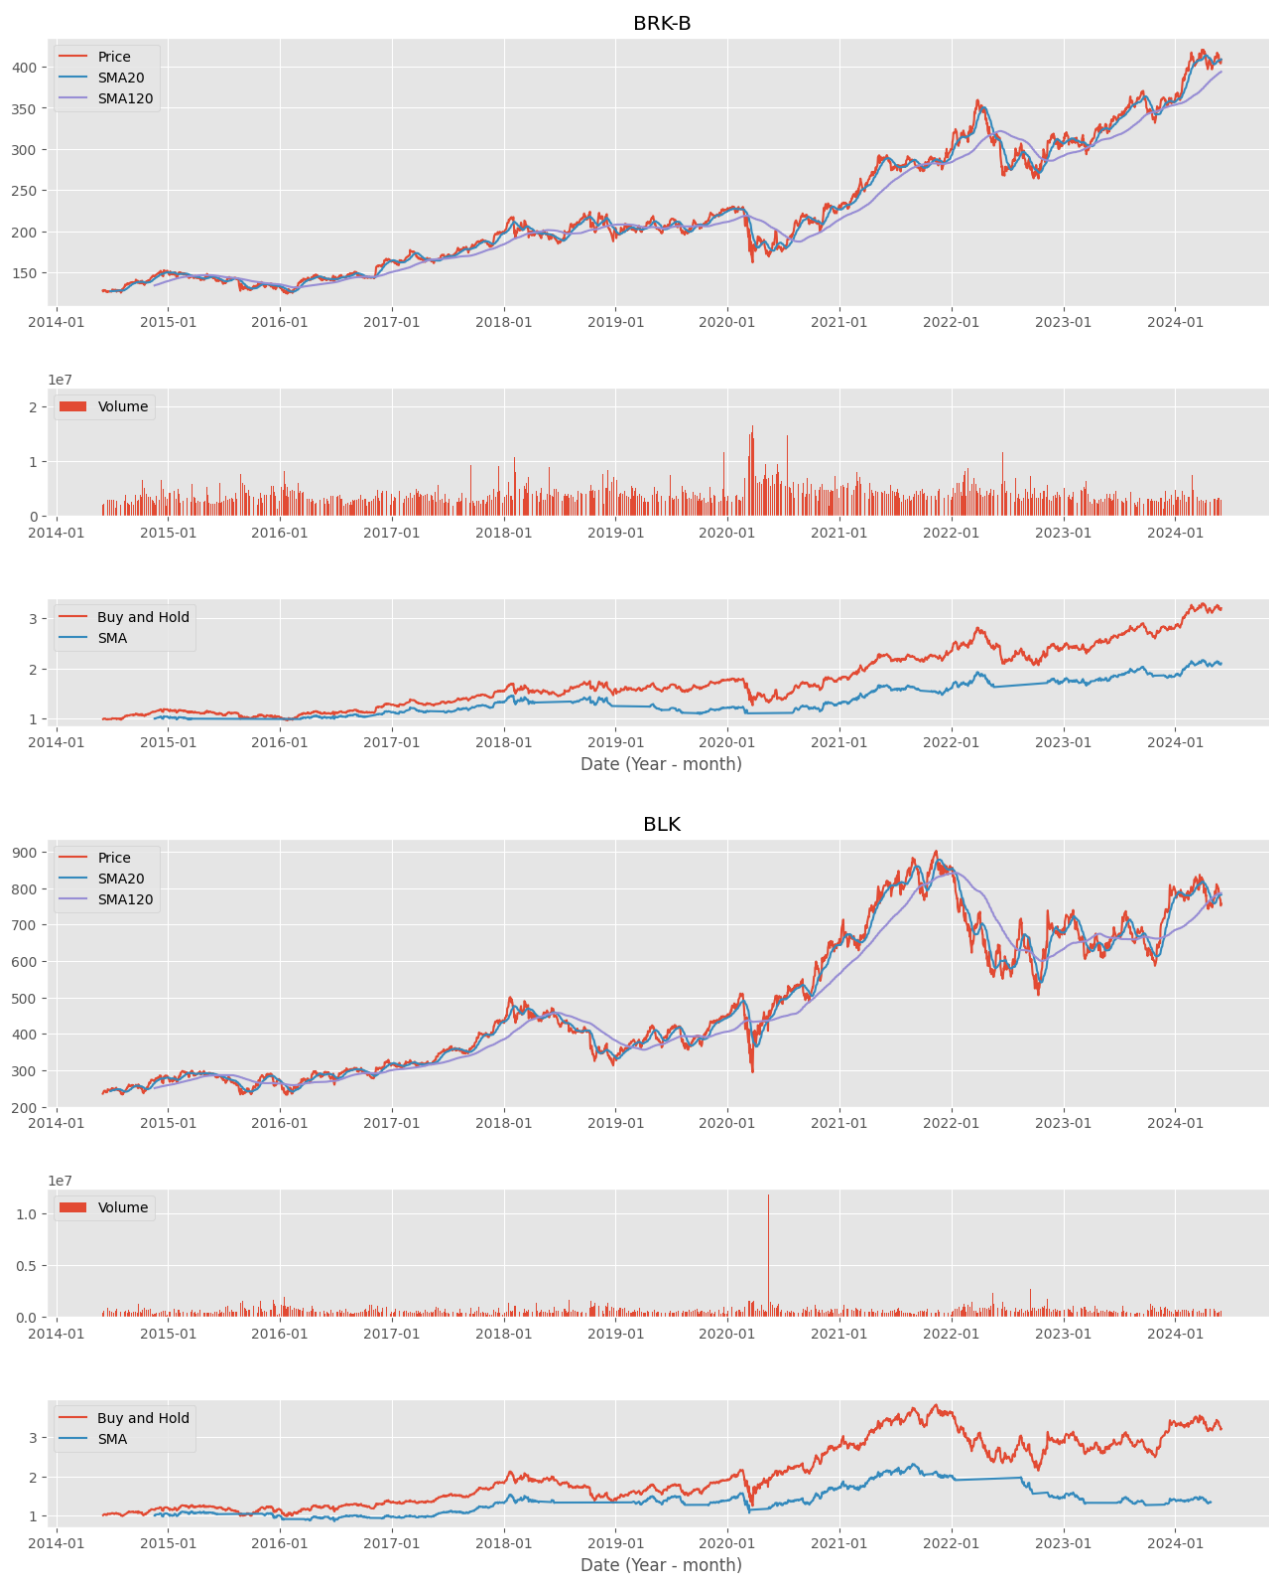 BRK-B
Price
SMA20
SMA120
400
350
300
250
200
150
2014-01 2015-01 2016-01 2017-01 2018-01 2019-01 2020-01 2021-01 2022-01 2023-01 2024-01
1e7
Volume
2
1
0
2014-01 2015-01 2016-01 2017-01 2018-01 2019-01 2020-01 2021-01 2022-01 2023-01 2024-01
Buy and Hold
SMA
3
2
1
2014-01 2015-01 2016-01 2017-01 2018-01 2019-01 2020-01 2021-01 2022-01 2023-01 2024-01
Date (Year - month)
BLK
Price
SMA20
SMA120
900
800
700
600
500
400
300
200
2014-01 2015-01 2016-01 2017-01 2018-01 2019-01 2020-01 2021-01 2022-01 2023-01 2024-01
1e7
Volume
1.0
0.5
0.0
2014-01 2015-01 2016-01 2017-01 2018-01 2019-01 2020-01 2021-01 2022-01 2023-01 2024-01
Buy and Hold
SMA
3
2
1
2014-01 2015-01 2016-01 2017-01 2018-01 2019-01 2020-01 2021-01 2022-01 2023-01 2024-01
Date (Year - month)